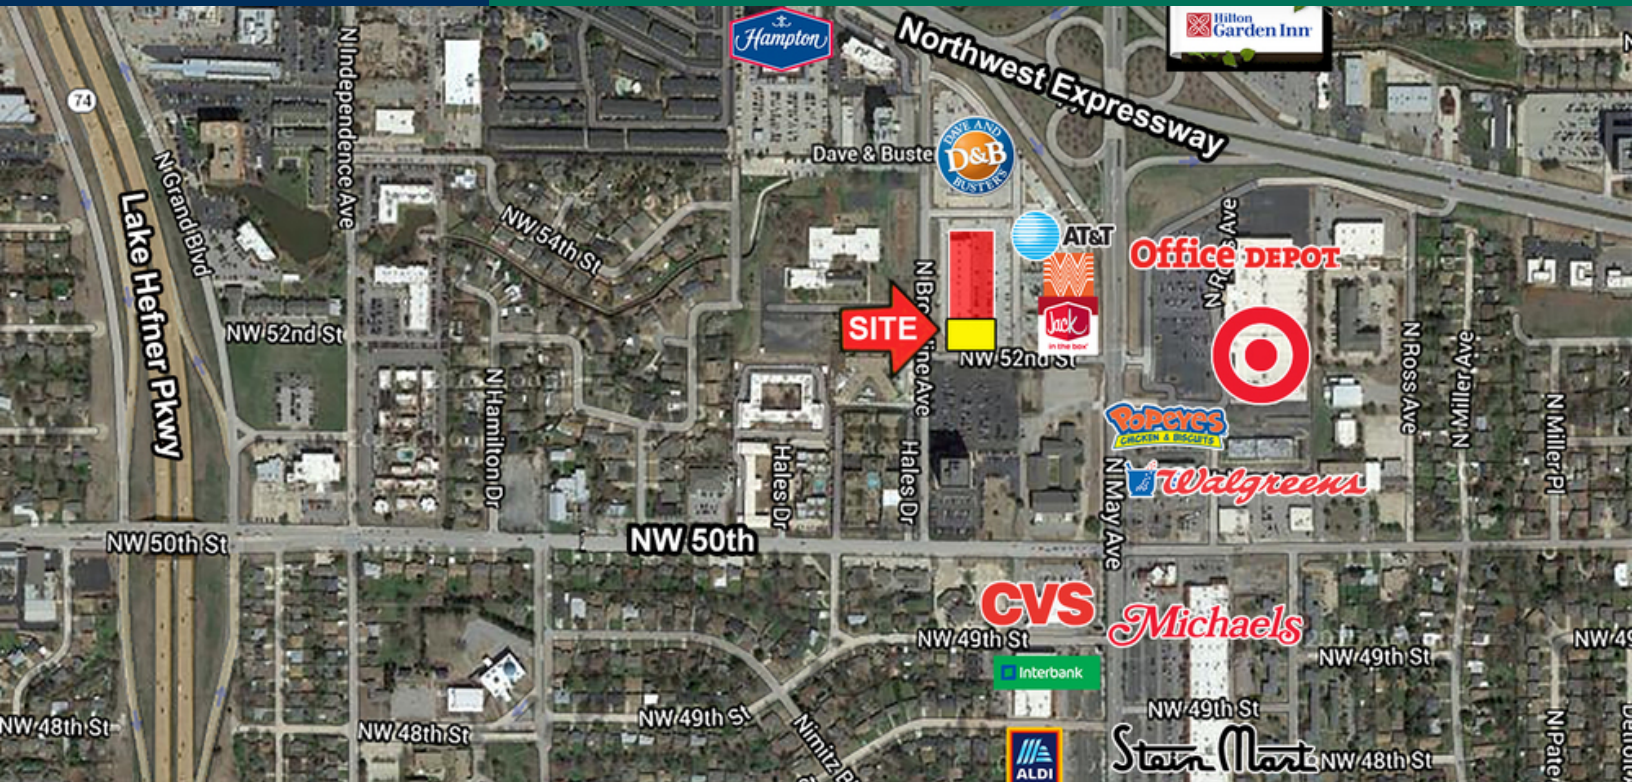 Hampton
Hilton
Garden Inn
Northwest Expressway
74
N Independence Ave
DAVE AND
D&B
BUSTER'S
Dave & Buste
N Grand Blvd
Lake Hefner Pkwy
NW 54th St
AT&T
Office DEPOT
SITE
Jack
in the box
NW 52nd St
NW 52nd St
N Ross Ave
N Miller Ave
N Miller Pl
N Hamilton Dr
POPEYES
CHICKEN & BISCUITS
Hales Dr
Hales Dr
N May Ave
Walgreens
NW 50th St
NW 50th
CVS
Michaels
NW 49th St
NW 49th St
NW 49
Interbank
NW 49th St
NW 49th St
NW 48th St
NW 48th St
Nimitz B
ALDI
Stein Mart
NW 48th St
N Pate
Detroit